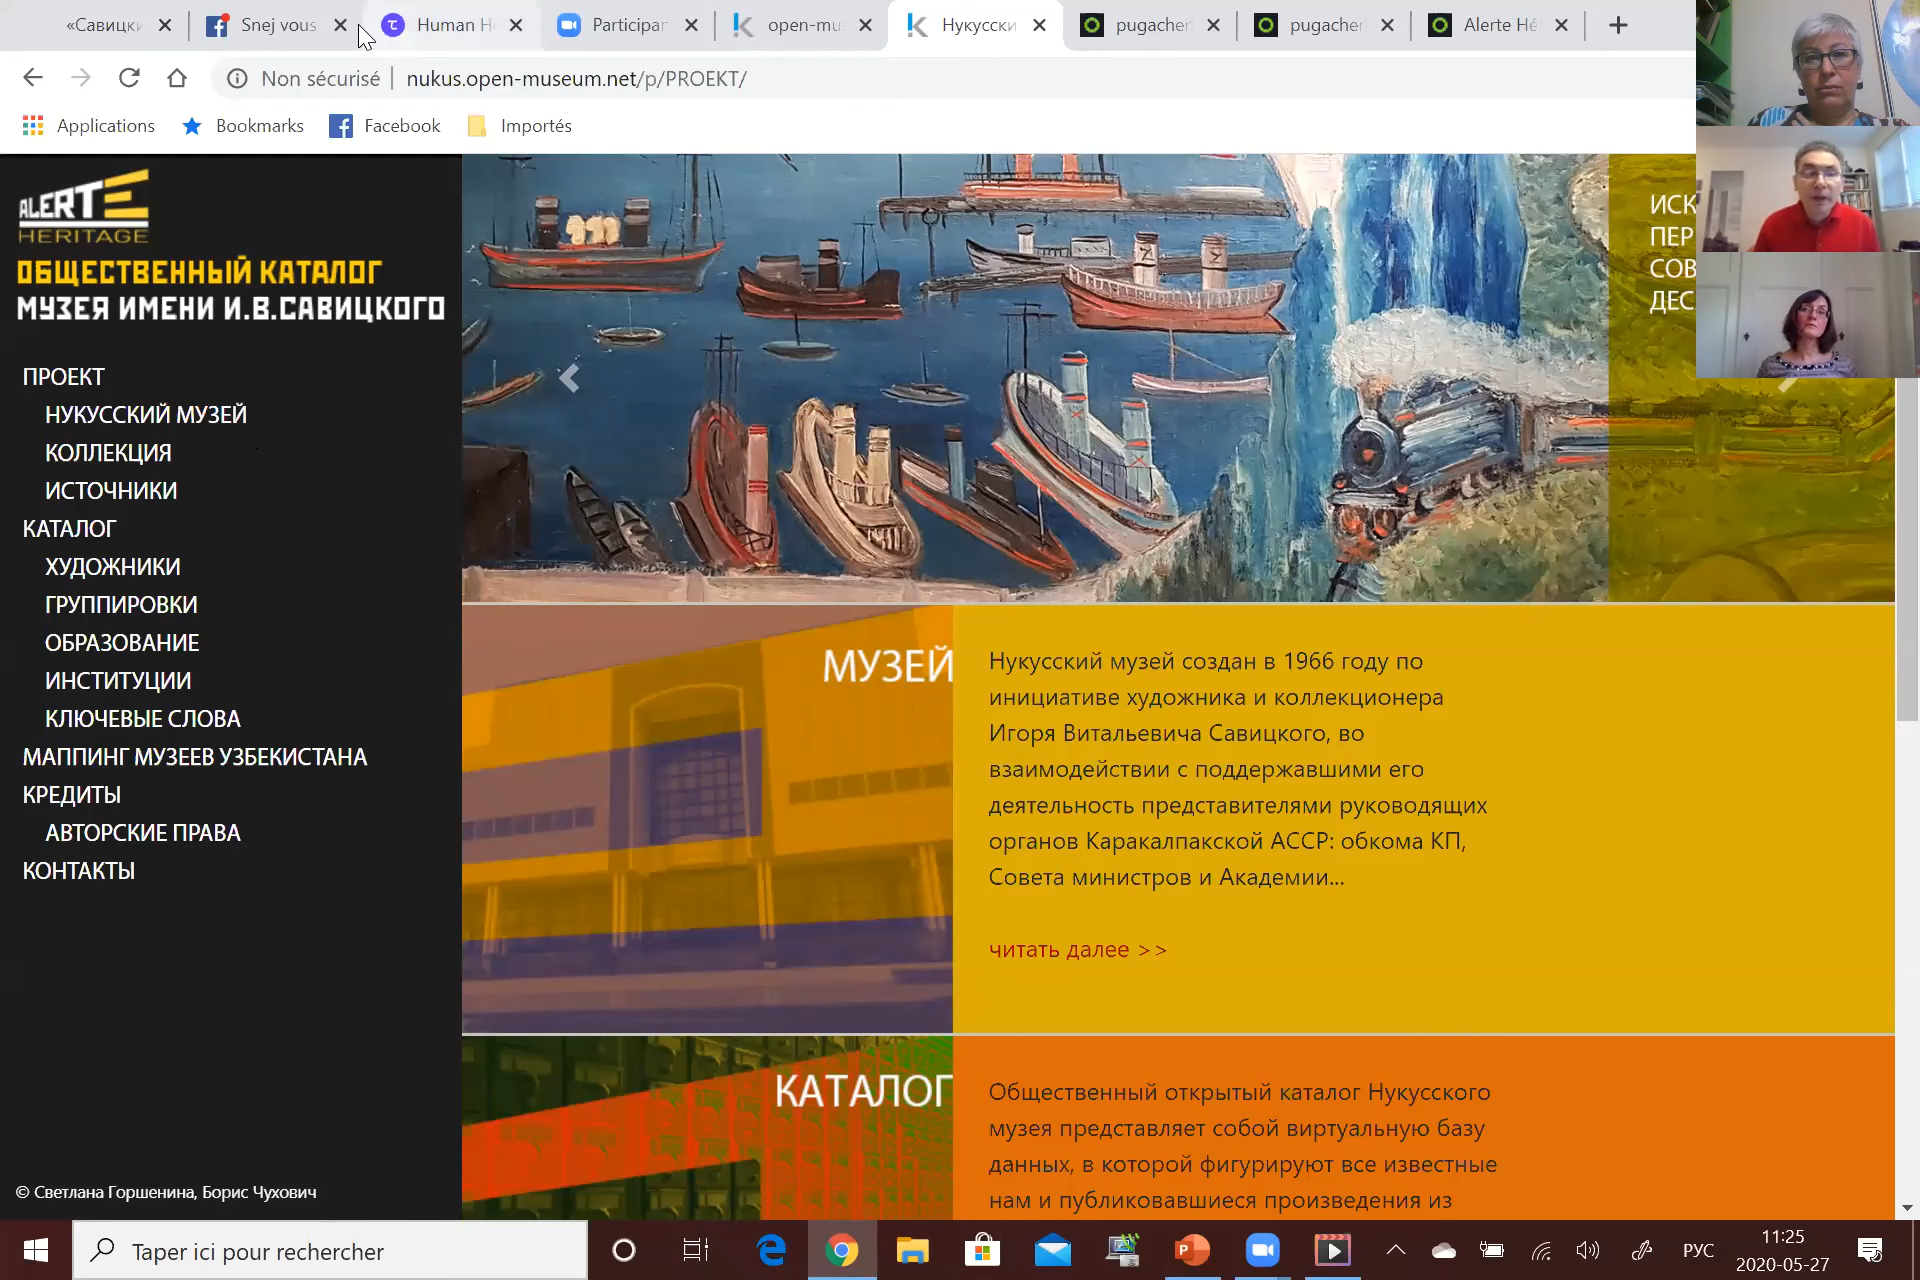 «Савицки
Snej vous
Human He
Participan
open-mu
Нукусски
pugacher
pugacher
Alerte Hé
Non sécurisé
nukus.open-museum.net/p/PROEKT/
Applications
Bookmarks
Facebook
Importés
ALERTE
HERITAGE
ОБЩЕСТВЕННЫЙ КАТАЛОГ
МУЗЕЯ ИМЕНИ И.В.САВИЦКОГО
ПРОЕКТ
НУКУССКИЙ МУЗЕЙ
КОЛЛЕКЦИЯ
ИСТОЧНИКИ
КАТАЛОГ
ХУДОЖНИКИ
ГРУППИРОВКИ
ОБРАЗОВАНИЕ
ИНСТИТУЦИИ
КЛЮЧЕВЫЕ СЛОВА
МАППИНГ МУЗЕЕВ УЗБЕКИСТАНА
КРЕДИТЫ
АВТОРСКИЕ ПРАВА
КОНТАКТЫ
© Светлана Горшенина, Борис Чухович
ИСК
ПЕР
СОВ
ДЕС
МУЗЕЙ
Нукусский музей создан в 1966 году по
инициативе художника и коллекционера
Игоря Витальевича Савицкого, во
взаимодействии с поддержавшими его
деятельность представителями руководящих
органов Каракалпакской АССР: обкома КП,
Совета министров и Академии...
читать далее >>
КАТАЛОГ
Общественный открытый каталог Нукусского
музея представляет собой виртуальную базу
данных, в которой фигурируют все известные
нам и публиковавшиеся произведения из
Taper ici pour rechercher
РУС
11:25
2020-05-27